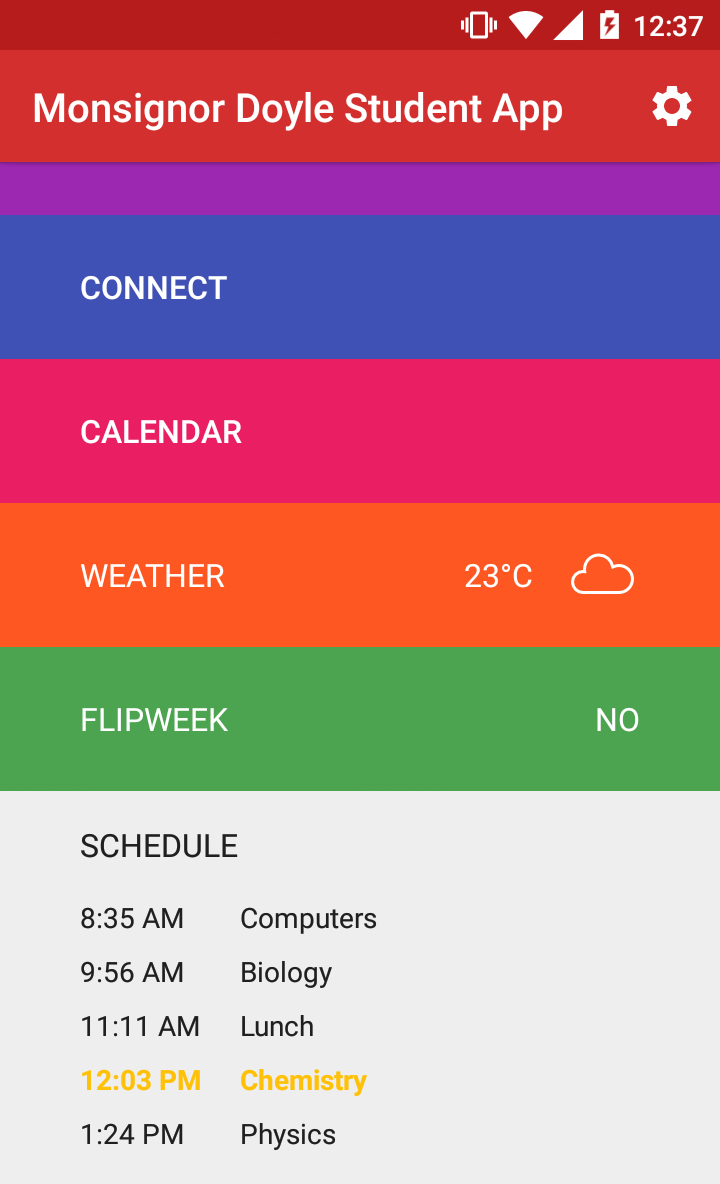 12:37
Monsignor Doyle Student App
CONNECT
CALENDAR
WEATHER 23°C
FLIPWEEK NO
SCHEDULE
8:35 AM Computers
9:56 AM Biology
11:11 AM Lunch
12:03 PM Chemistry
1:24 PM Physics